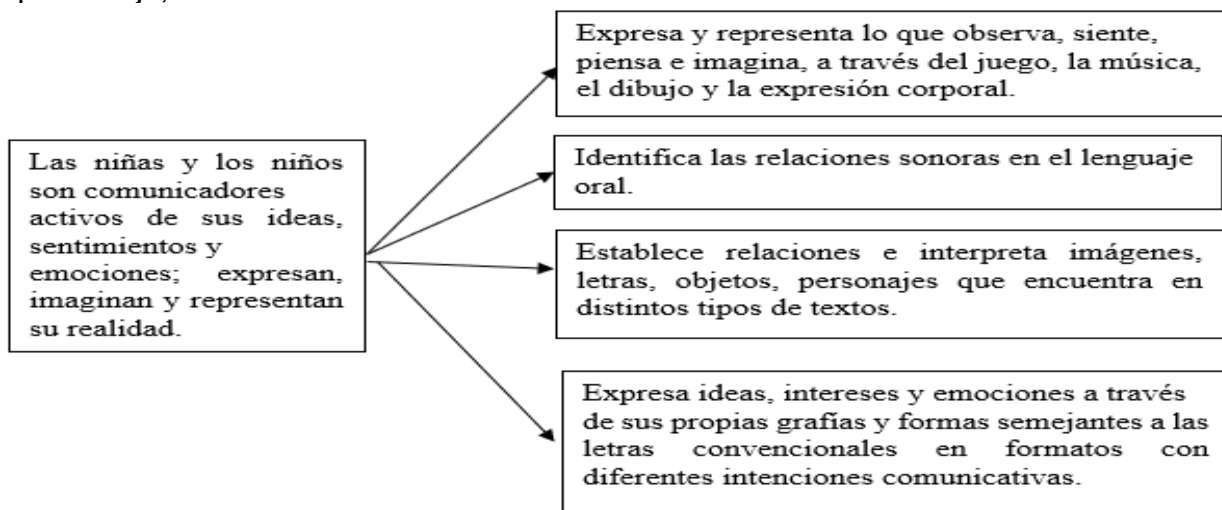 Las niñas y los niños
son comunicadores
activos de sus ideas,
sentimientos y
emociones; expresan,
imaginan y representan
su realidad.
Expresa y representa lo que observa, siente,
piensa e imagina, a través del juego, la música,
el dibujo y la expresión corporal.
Identifica las relaciones sonoras en el lenguaje
oral.
Establece relaciones e interpreta imágenes,
letras, objetos, personajes que encuentra en
distintos tipos de textos.
Expresa ideas, intereses y emociones a través
de sus propias grafías y formas semejantes a las
letras convencionales en formatos con
diferentes intenciones comunicativas.